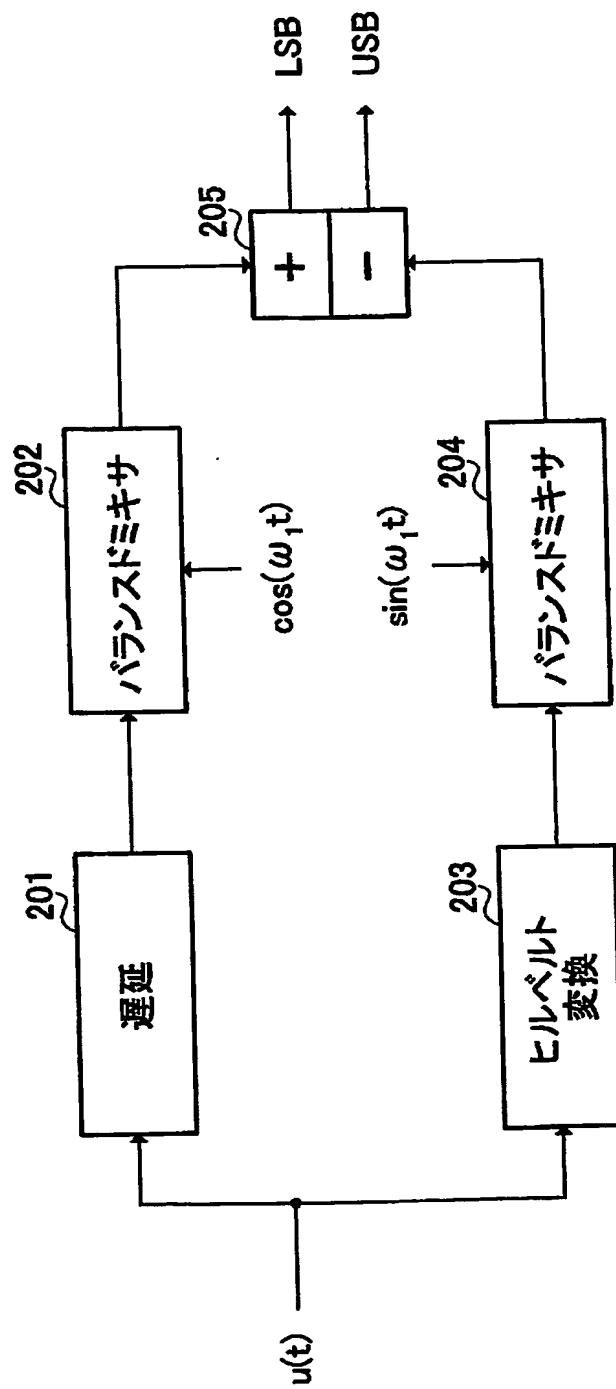 u(t)
201
遅延
202
バランスドミキサ
cos(ω₁t)
203
ヒルベルト
変換
204
バランスドミキサ
sin(ω₁t)
205
+
-
LSB
USB